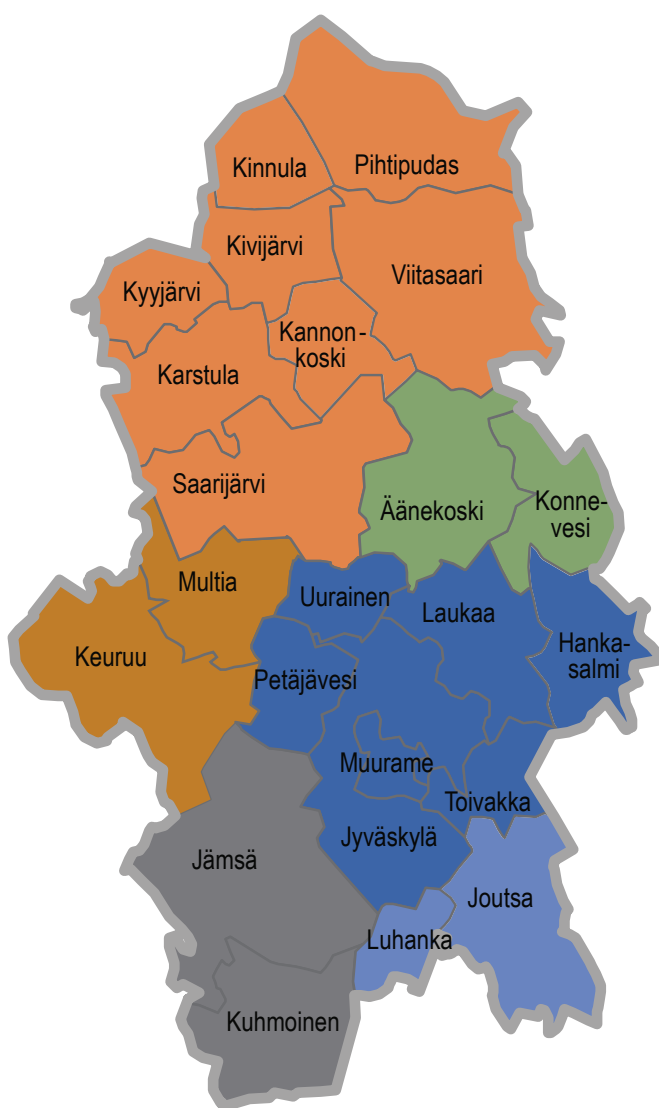 Kinnula
Pihtipudas
Kivijärvi
Viitasaari
Kyyjärvi
Kannon-
koski
Karstula
Saarijärvi
Äänekoski
Konne-
vesi
Multia
Uurainen
Laukaa
Keuruu
Petäjävesi
Hanka-
salmi
Muurame
Toivakka
Jyväskylä
Jämsä
Joutsa
Luhanka
Kuhmoinen